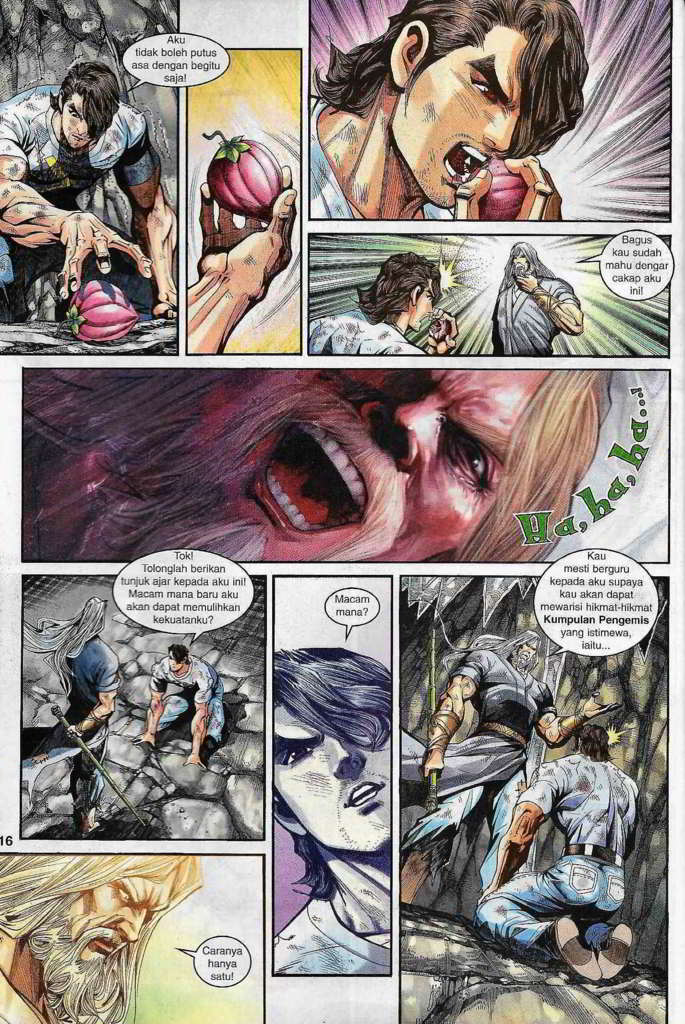 Aku
tidak boleh putus
asa dengan begitu
saja!
Bagus
kau sudah
mahu dengar
cakap aku
ini!
Ha, ha, ha...!
Tok!
Tolonglah berikan
tunjuk ajar kepada aku ini!
Macam mana baru aku
akan dapat memulihkan
kekuatanku?
Caranya
hanya
satu!
Macam
mana?
Kau
mesti berguru
kepada aku supaya
kau akan dapat
mewarisi hikmat-hikmat
Kumpulan Pengemis
yang istimewa,
iaitu...
16